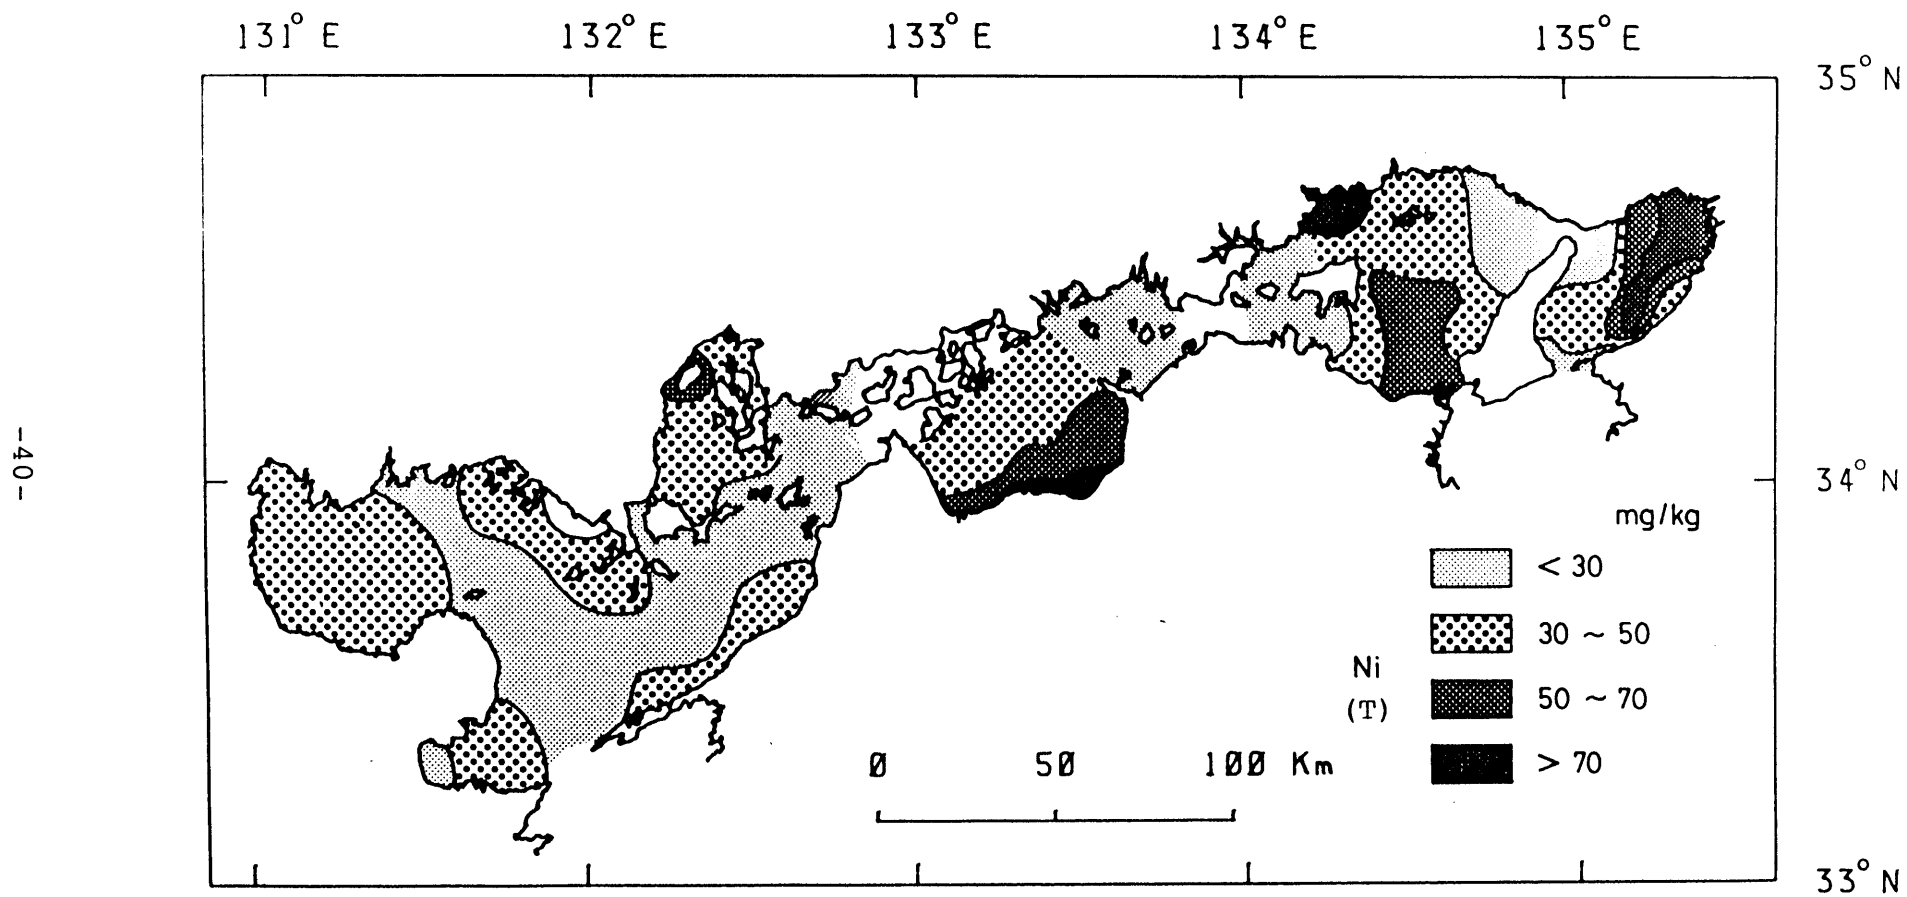 131° E 132° E 133° E 134° E 135° E
35° N
34° N
33° N
-40-
mg/kg
< 30
30 ~ 50
50 ~ 70
> 70
Ni
(T)
0 50 100 Km